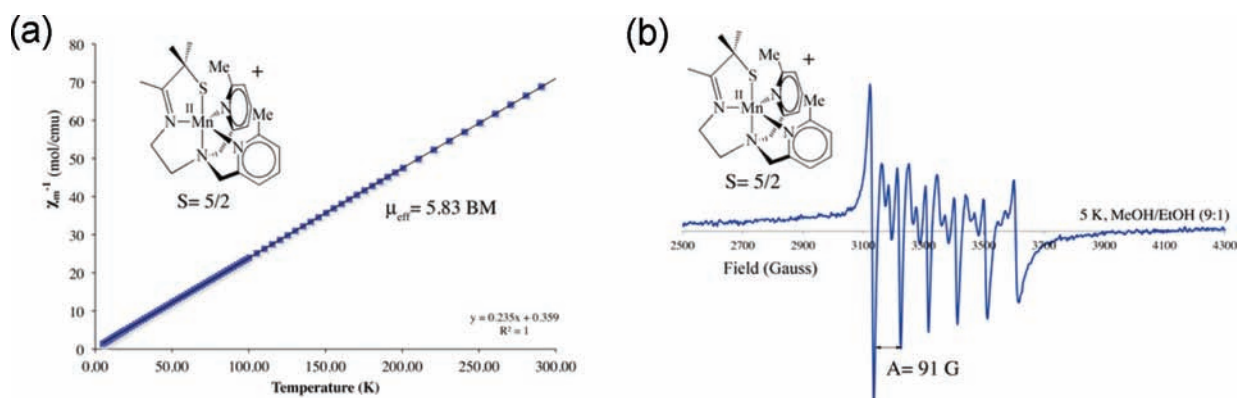 (a)
80
70
60
50
40
30
20
10
0
χm⁻¹ (mol/emu)
S
Me
+
II
N
Mn
N
Me
N
N
S= 5/2
μeff= 5.83 BM
y = 0.235x + 0.359
R² = 1
0.00
50.00
100.00
150.00
200.00
250.00
300.00
Temperature (K)
(b)
Me
+
S
II
N
Mn
N
Me
N
N
S= 5/2
5 K, MeOH/EtOH (9:1)
2500
2700
2900
3100
3300
3500
3700
3900
4100
4300
Field (Gauss)
A= 91 G